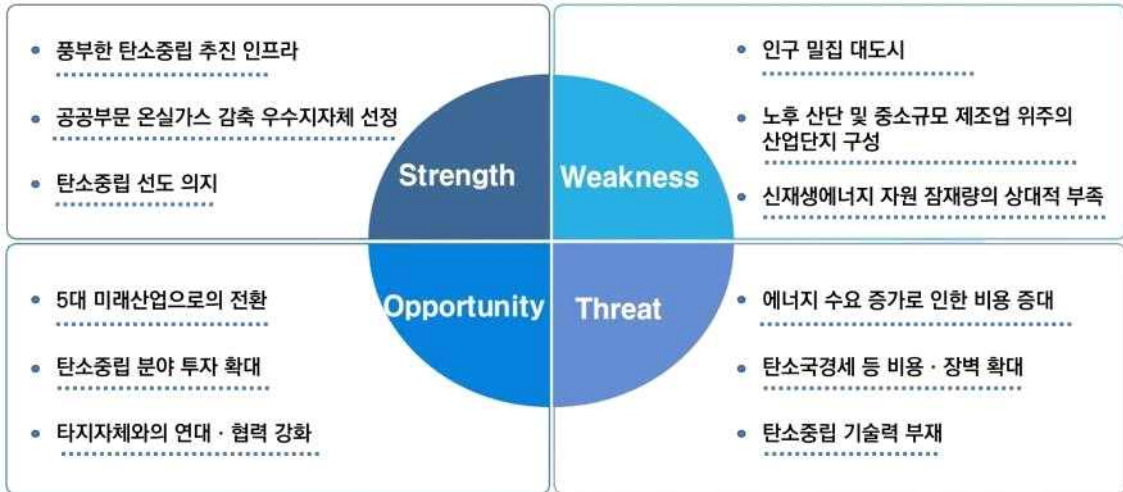 풍부한 탄소중립 추진 인프라
공공부문 온실가스 감축 우수지자체 선정
탄소중립 선도 의지
Strength
인구 밀집 대도시
노후 산단 및 중소규모 제조업 위주의
산업단지 구성
신재생에너지 자원 잠재량의 상대적 부족
Weakness
5대 미래산업으로의 전환
탄소중립 분야 투자 확대
타지자체와의 연대 · 협력 강화
Opportunity
에너지 수요 증가로 인한 비용 증대
탄소국경세 등 비용 · 장벽 확대
탄소중립 기술력 부재
Threat